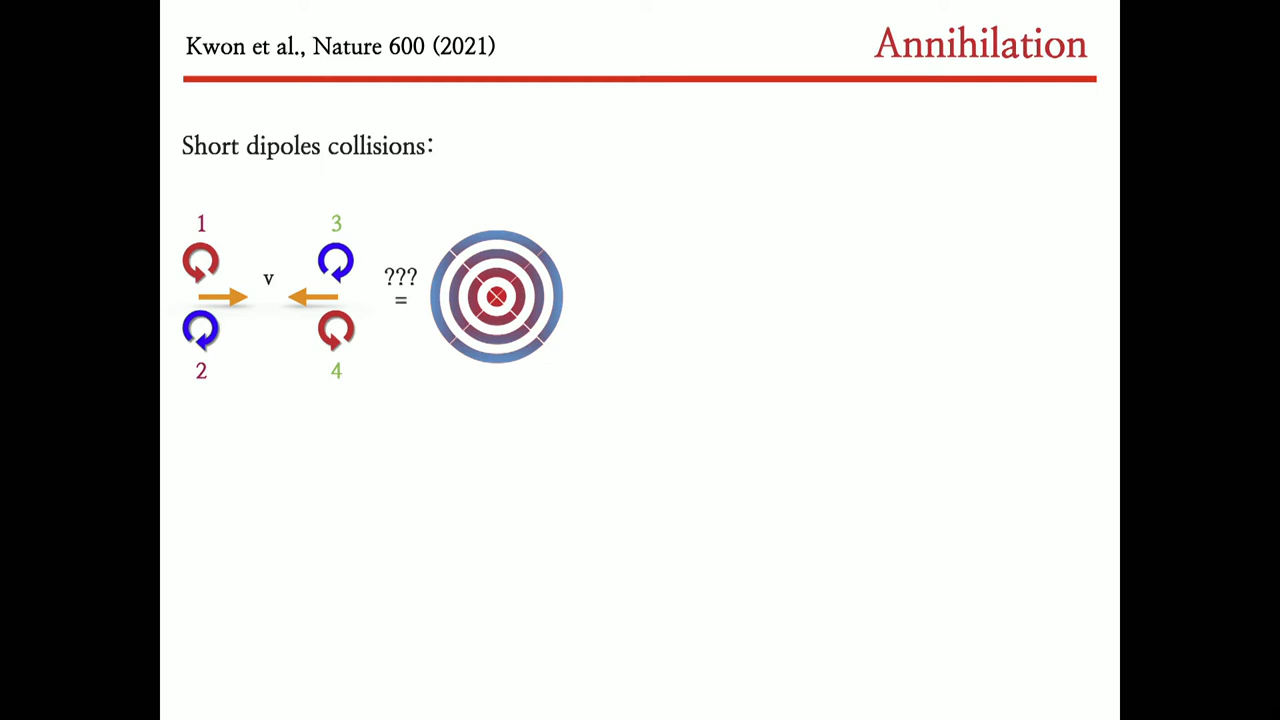 Kwon et al., Nature 600 (2021)
Annihilation
Short dipoles collisions:
1
3
v
???
=
2
4